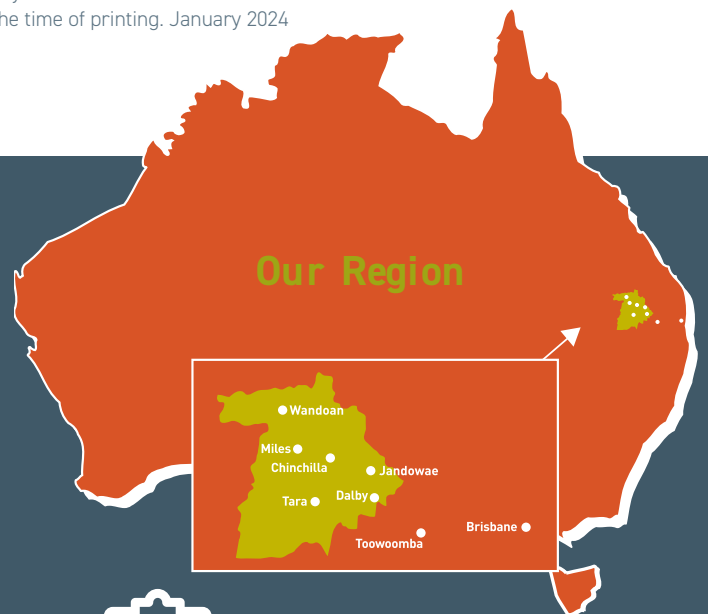 he time of printing. January 2024
Our Region
Wandoan
Miles
Chinchilla
Jandowae
Tara
Dalby
Brisbane
Toowoomba